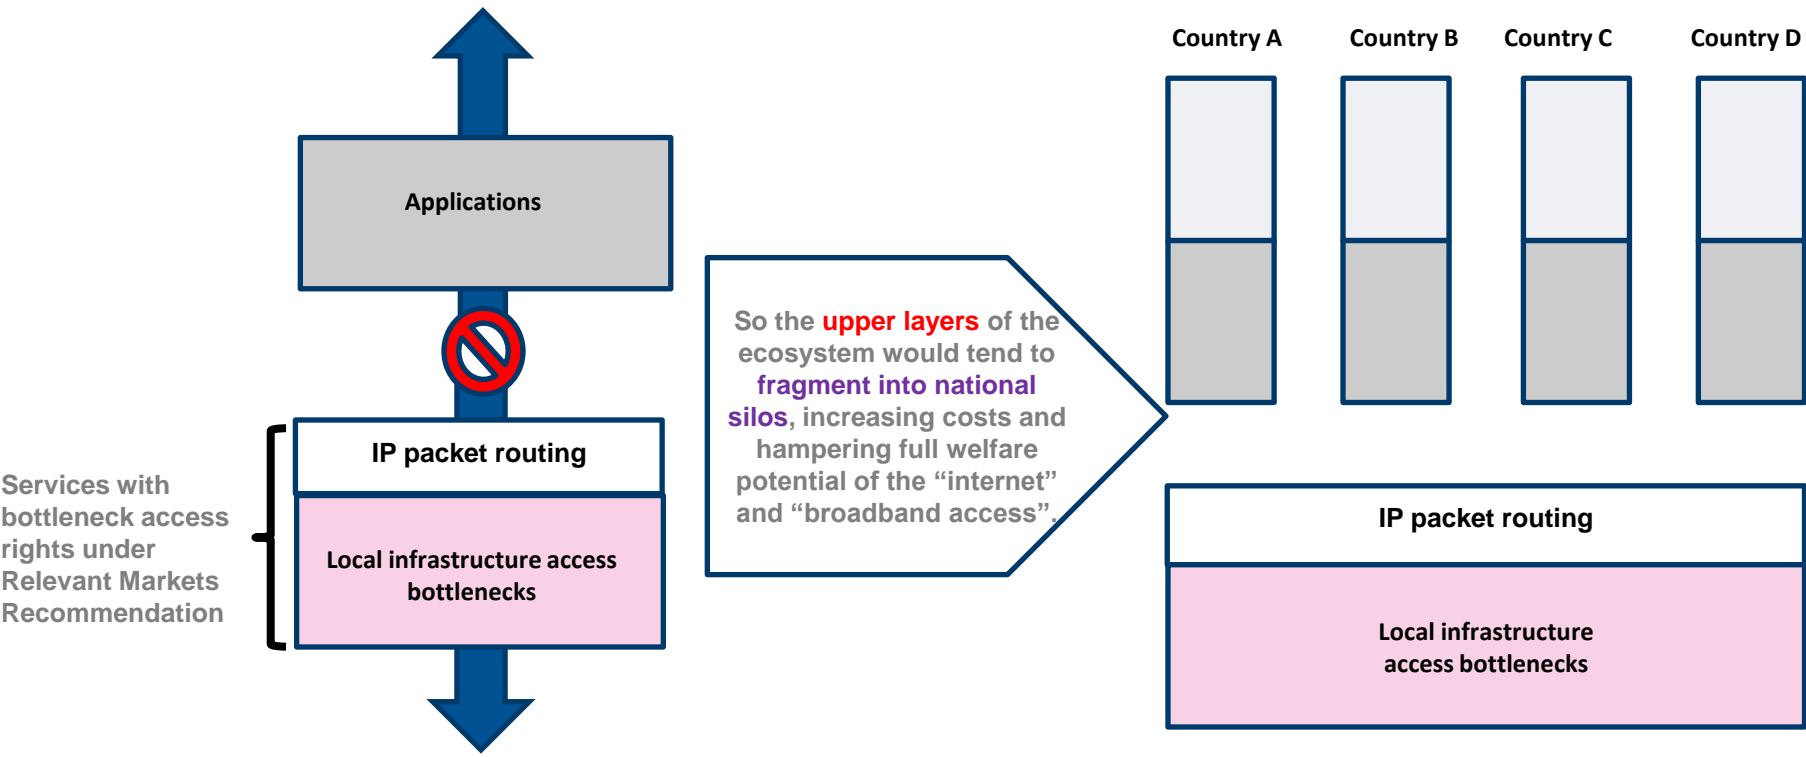 Country A
Country B
Country C
Country D
Applications
So the upper layers of the
ecosystem would tend to
fragment into national
silos, increasing costs and
hampering full welfare
potential of the “internet”
and “broadband access”.
IP packet routing
Services with
bottleneck access
rights under
Relevant Markets
Recommendation
Local infrastructure access
bottlenecks
IP packet routing
Local infrastructure
access bottlenecks